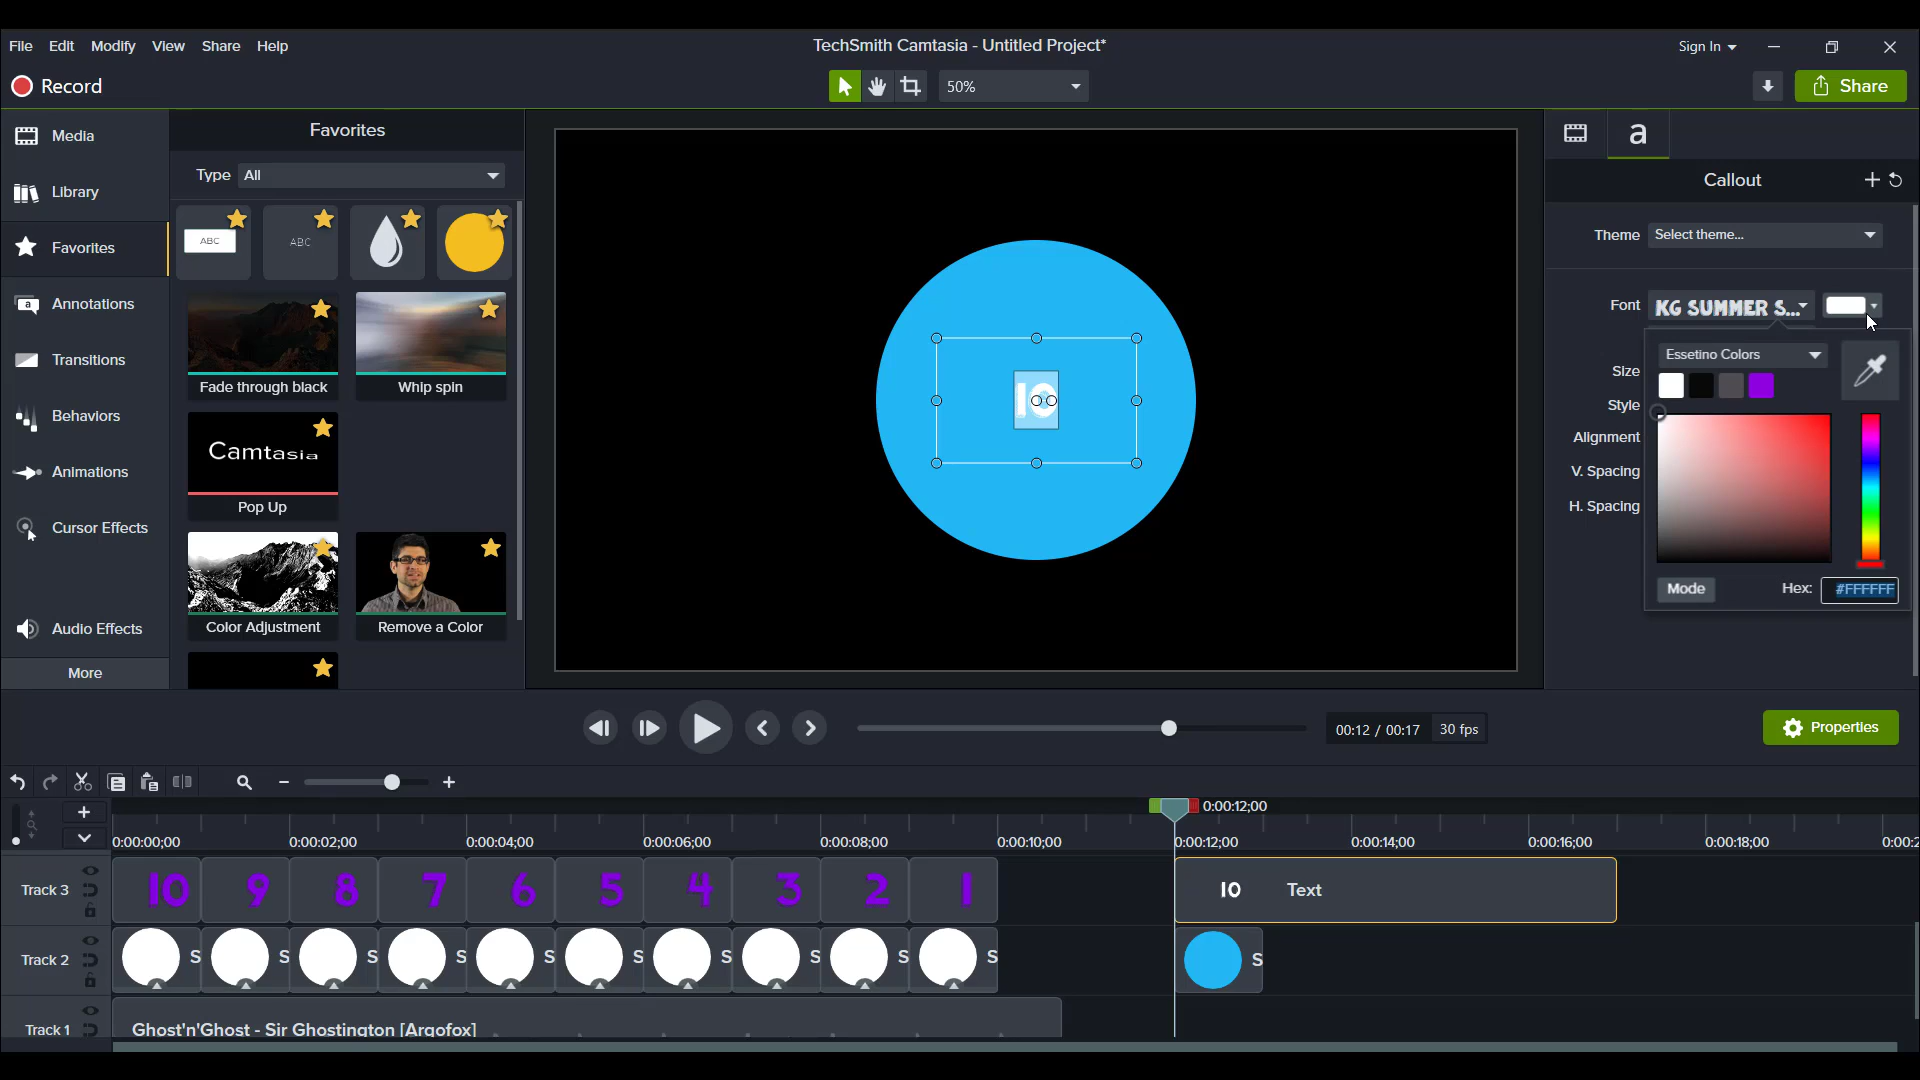 File Edit Modify View Share Help
TechSmith Camtasia - Untitled Project*
Sign In
Record
50%
Share
Media
Library
Favorites
Annotations
Transitions
Behaviors
Animations
Cursor Effects
Audio Effects
More
Favorites
Type All
ABC
ABC
Fade through black
Whip spin
Camtasia
Pop Up
Color Adjustment
Remove a Color
10
a
Callout
Theme Select theme...
Font KG SUMMER S...
Essetino Colors
Size
Style
Alignment
V. Spacing
H. Spacing
Mode Hex: #FFFFFF
00:12 / 00:17 30 fps
Properties
0:00:12;00
0:00:00;00 0:00:02;00 0:00:04;00 0:00:06;00 0:00:08;00 0:00:10;00 0:00:12;00 0:00:14;00 0:00:16;00 0:00:18;00 0:00:2
Track 3 10 9 8 7 6 5 4 3 2 1 10 Text
Track 2 S S S S S S S S S S S
Track 1 Ghost'n'Ghost - Sir Ghostington [Argofox]